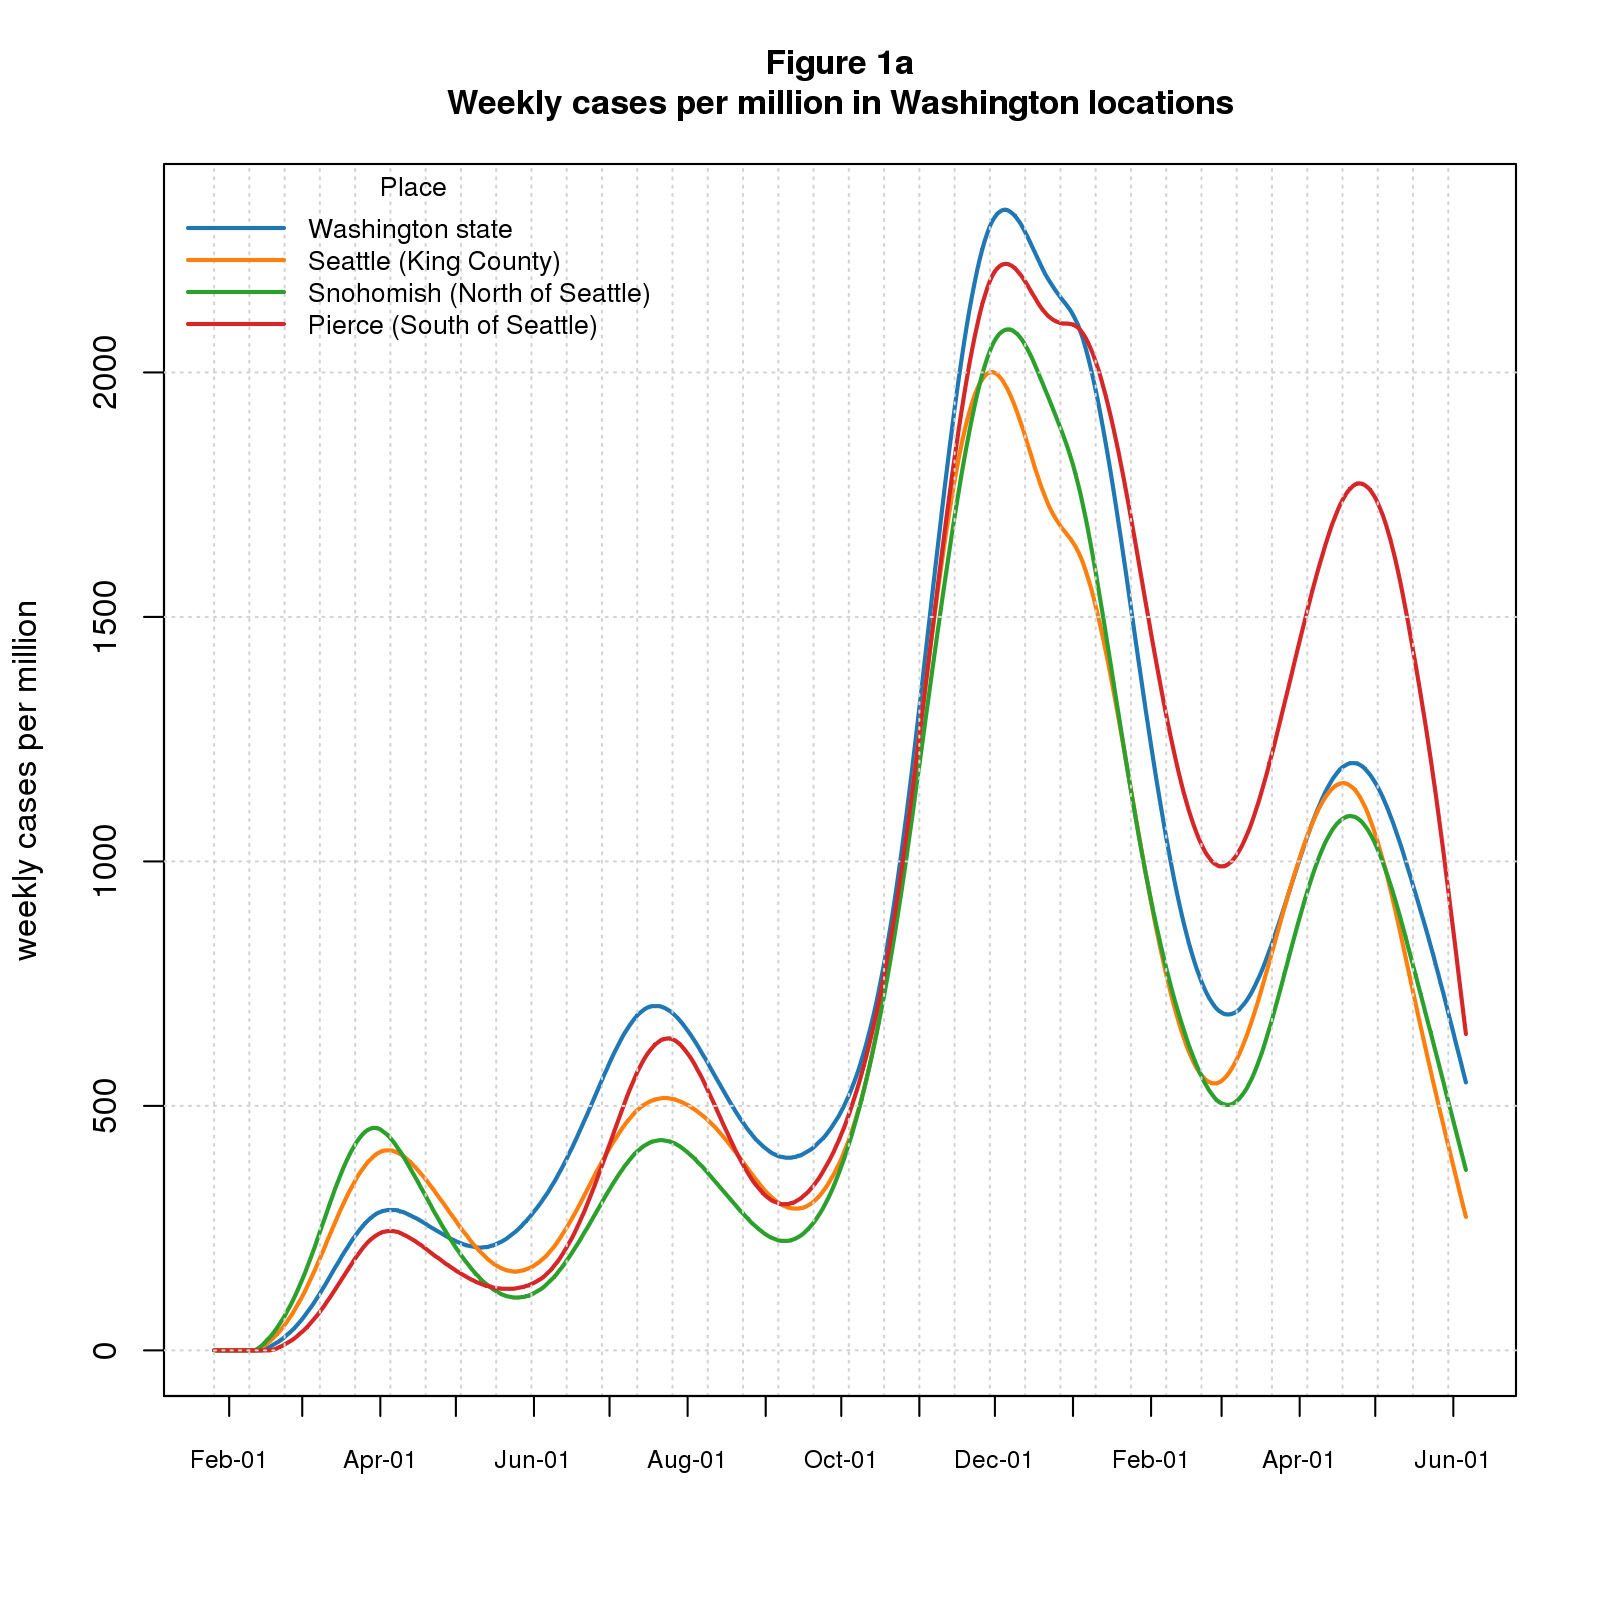 Figure 1a
Weekly cases per million in Washington locations
Place
Washington state
Seattle (King County)
Snohomish (North of Seattle)
Pierce (South of Seattle)
weekly cases per million
2000
1500
1000
500
0
Feb-01 Apr-01 Jun-01 Aug-01 Oct-01 Dec-01 Feb-01 Apr-01 Jun-01